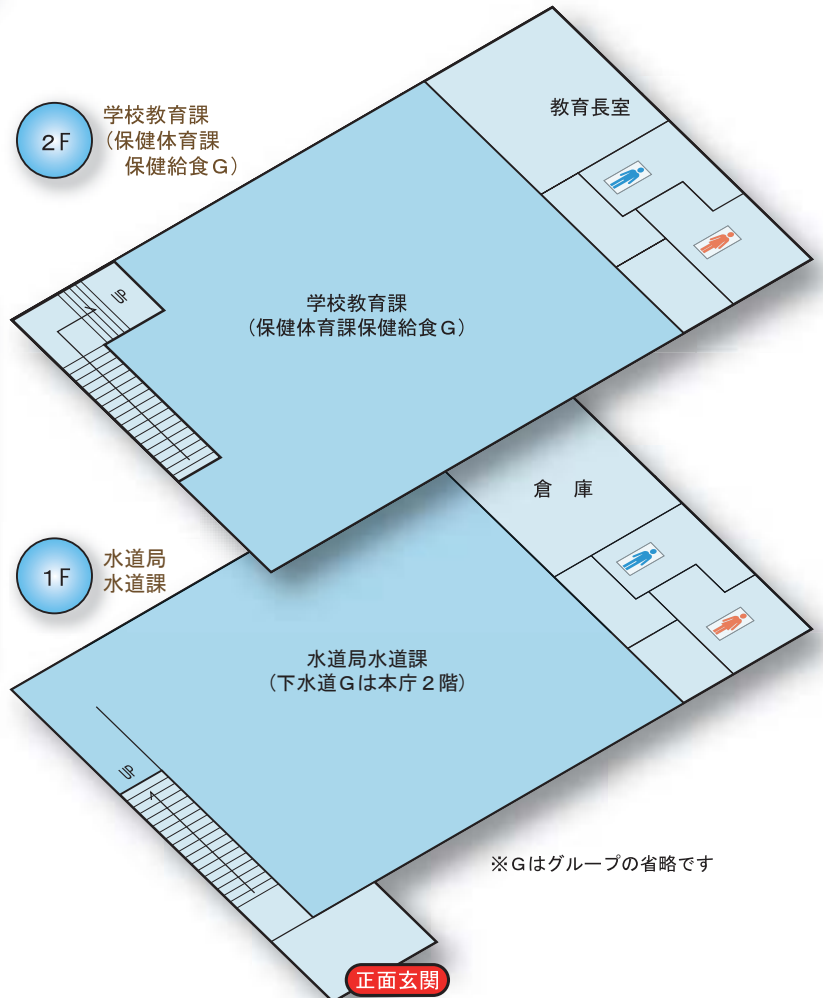 2F
学校教育課
(保健体育課
保健給食G)
教育長室
UP
学校教育課
(保健体育課保健給食G)
倉　庫
1F
水道局
水道課
水道局水道課
(下水道Gは本庁2階)
UP
※Gはグループの省略です
正面玄関